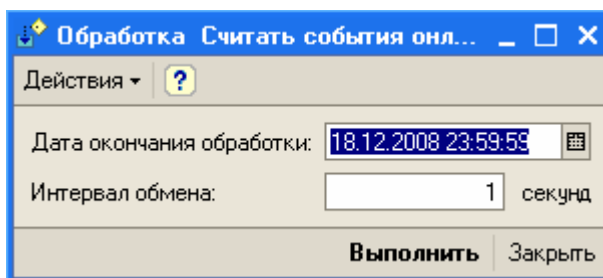 Обработка Считать события онл...
Действия ?
Дата окончания обработки: 18.12.2008 23:59:59
Интервал обмена: 1 секунд
Выполнить Закрыть